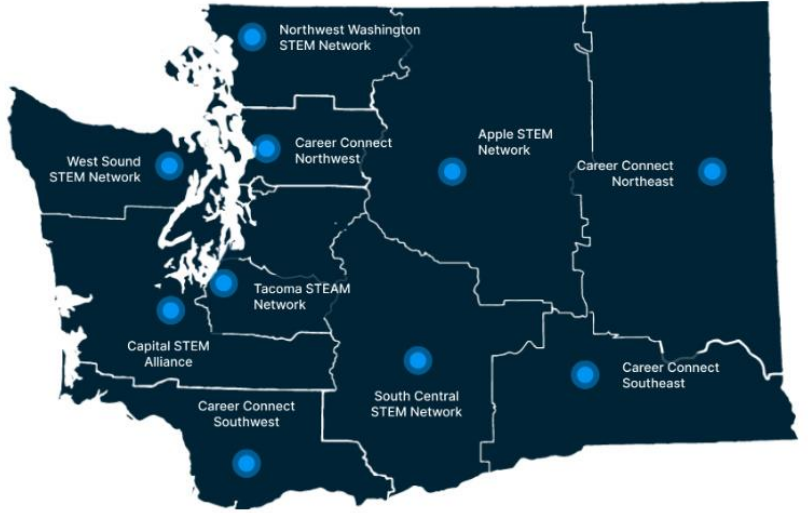 Northwest Washington
STEM Network
Career Connect
Northwest
Apple STEM
Network
West Sound
STEM Network
Career Connect
Northeast
Tacoma STEAM
Network
Capital STEM
Alliance
Career Connect
Southeast
South Central
STEM Network
Career Connect
Southwest